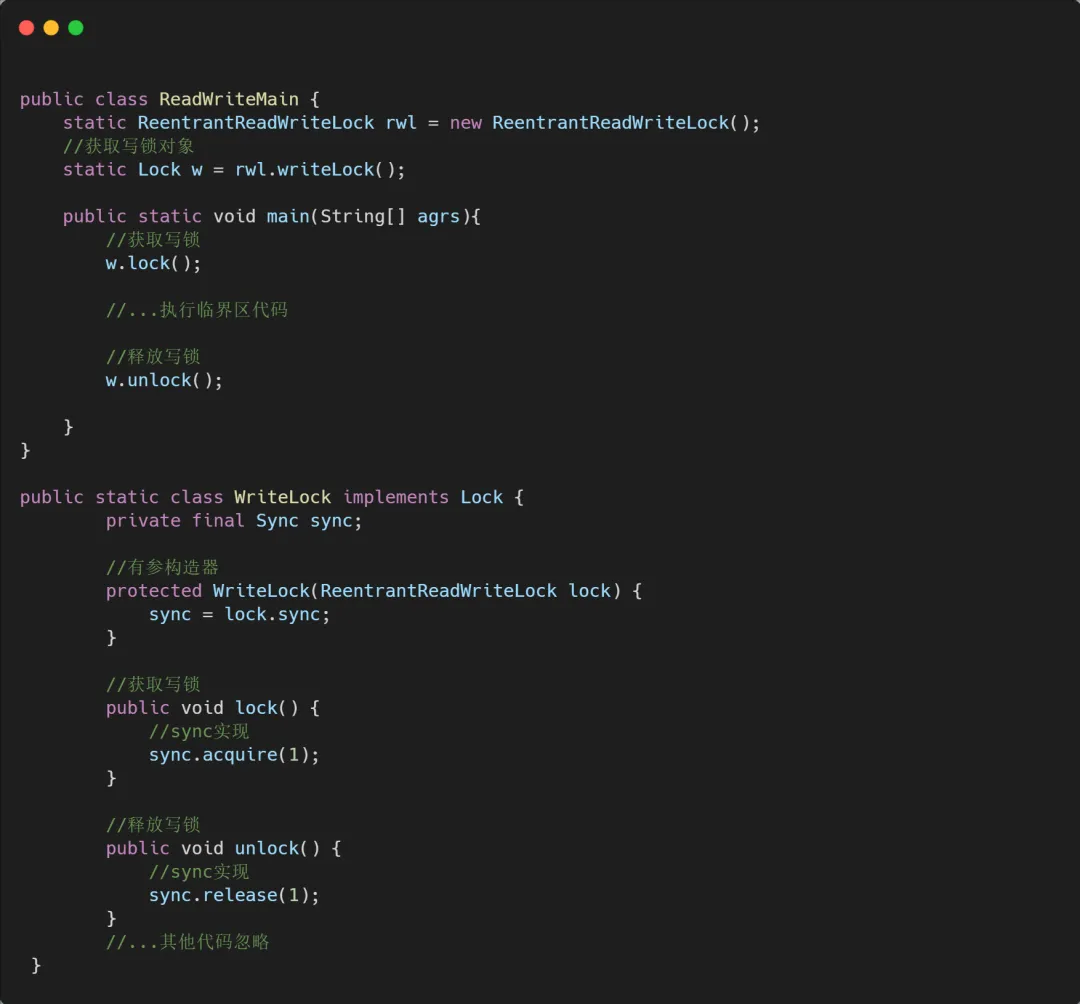 public class ReadWriteMain {
    static ReentrantReadWriteLock rwl = new ReentrantReadWriteLock();
    //获取写锁对象
    static Lock w = rwl.writeLock();

    public static void main(String[] agrs){
        //获取写锁
        w.lock();

        //...执行临界区代码

        //释放写锁
        w.unlock();

    }
}

public static class WriteLock implements Lock {
        private final Sync sync;

        //有参构造器
        protected WriteLock(ReentrantReadWriteLock lock) {
            sync = lock.sync;
        }

        //获取写锁
        public void lock() {
            //sync实现
            sync.acquire(1);
        }

        //释放写锁
        public void unlock() {
            //sync实现
            sync.release(1);
        }
        //...其他代码忽略
 }